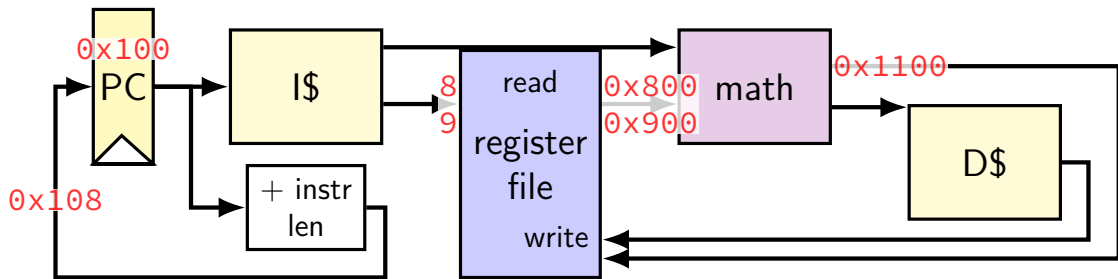 0x100
PC
0x108
I$
+ instr
len
8
9
read
register
file
write
0x800
0x900
math
0x1100
D$